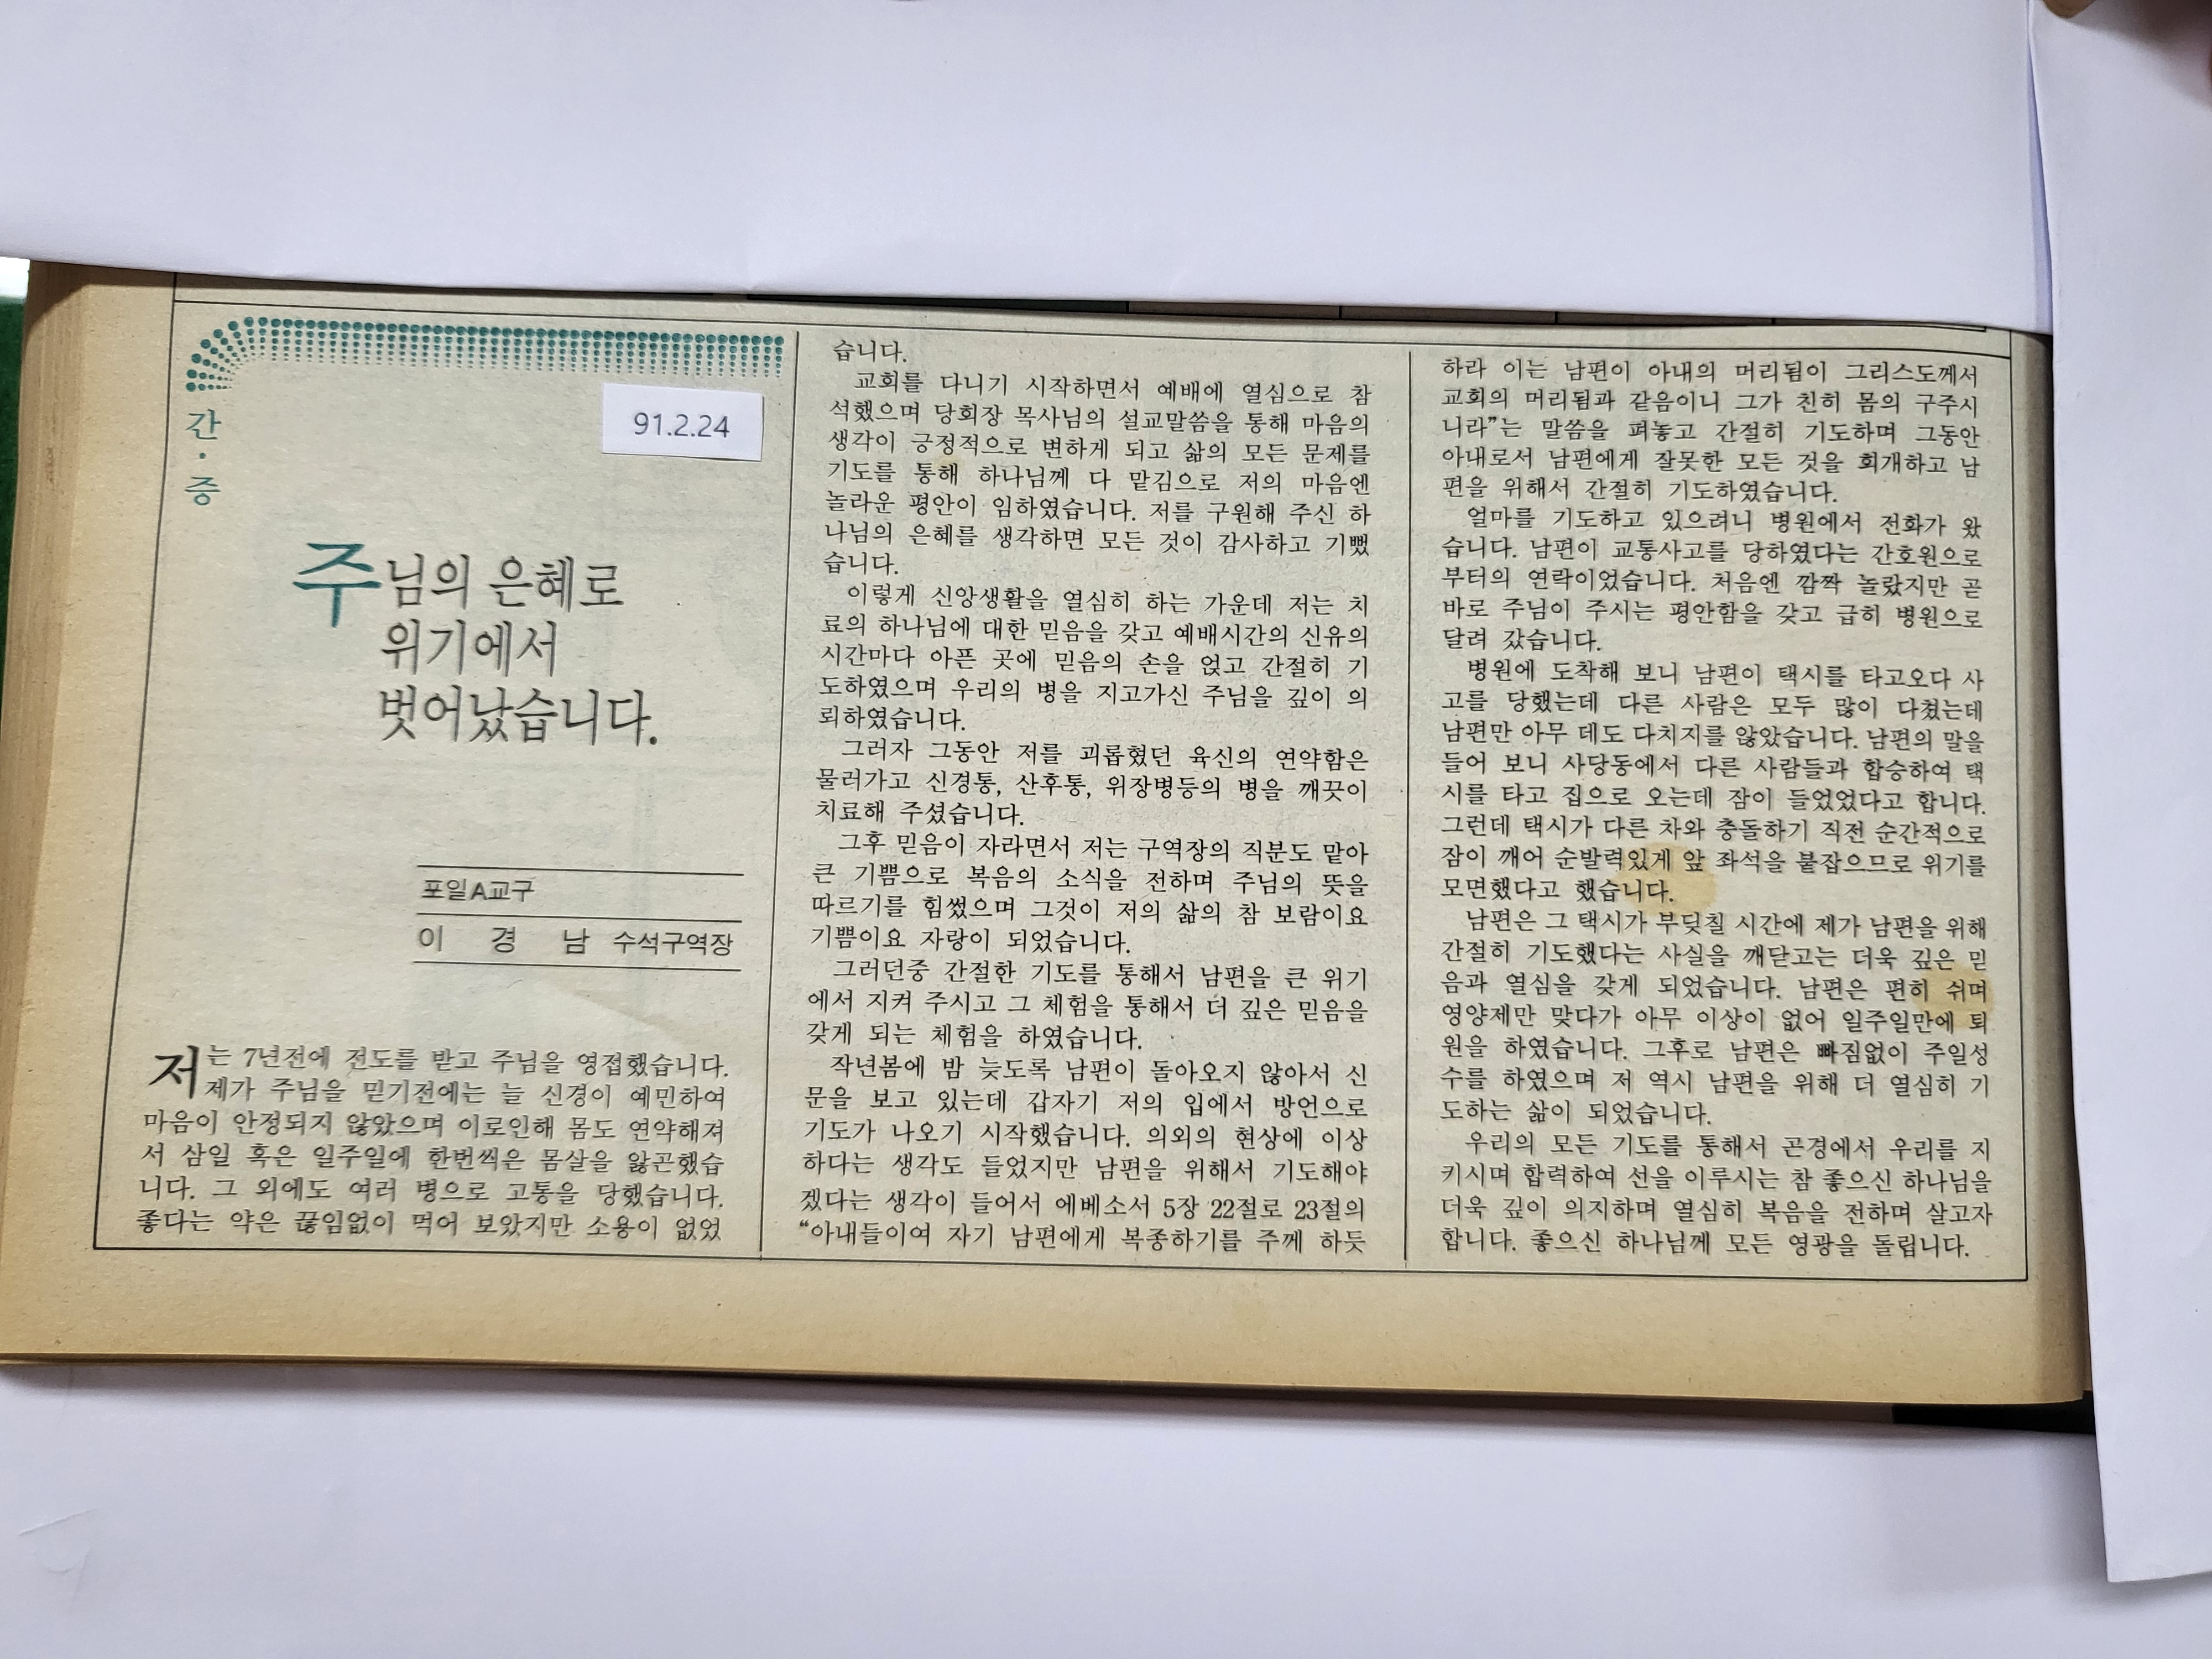 간·증
91.2.24
주님의 은혜로
위기에서
벗어났습니다.
포일A교구
이 경 남 수석구역장
저는 7년전에 전도를 받고 주님을 영접했습니다.
제가 주님을 믿기전에는 늘 신경이 예민하여
마음이 안정되지 않았으며 이로인해 몸도 연약해져
서 삼일 혹은 일주일에 한번씩은 몸살을 앓곤했습
니다. 그 외에도 여러 병으로 고통을 당했습니다.
좋다는 약은 끊임없이 먹어 보았지만 소용이 없었
습니다.
교회를 다니기 시작하면서 예배에 열심으로 참
석했으며 당회장 목사님의 설교말씀을 통해 마음의
생각이 긍정적으로 변하게 되고 삶의 모든 문제를
기도를 통해 하나님께 다 맡김으로 저의 마음엔
놀라운 평안이 임하였습니다. 저를 구원해 주신 하
나님의 은혜를 생각하면 모든 것이 감사하고 기뻤
습니다.
이렇게 신앙생활을 열심히 하는 가운데 저는 치
료의 하나님에 대한 믿음을 갖고 예배시간의 신유의
시간마다 아픈 곳에 믿음의 손을 얹고 간절히 기
도하였으며 우리의 병을 지고가신 주님을 깊이 의
뢰하였습니다.
그러자 그동안 저를 괴롭혔던 육신의 연약함은
물러가고 신경통, 산후통, 위장병등의 병을 깨끗이
치료해 주셨습니다.
그후 믿음이 자라면서 저는 구역장의 직분도 맡아
큰 기쁨으로 복음의 소식을 전하며 주님의 뜻을
따르기를 힘썼으며 그것이 저의 삶의 참 보람이요
기쁨이요 자랑이 되었습니다.
그러던중 간절한 기도를 통해서 남편을 큰 위기
에서 지켜 주시고 그 체험을 통해서 더 깊은 믿음을
갖게 되는 체험을 하였습니다.
작년봄에 밤 늦도록 남편이 돌아오지 않아서 신
문을 보고 있는데 갑자기 저의 입에서 방언으로
기도가 나오기 시작했습니다. 의외의 현상에 이상
하다는 생각도 들었지만 남편을 위해서 기도해야
겠다는 생각이 들어서 에베소서 5장 22절로 23절의
“아내들이여 자기 남편에게 복종하기를 주께 하듯
하라 이는 남편이 아내의 머리됨이 그리스도께서
교회의 머리됨과 같음이니 그가 친히 몸의 구주시
니라”는 말씀을 펴놓고 간절히 기도하며 그동안
아내로서 남편에게 잘못한 모든 것을 회개하고 남
편을 위해서 간절히 기도하였습니다.
얼마를 기도하고 있으려니 병원에서 전화가 왔
습니다. 남편이 교통사고를 당하였다는 간호원으로
부터의 연락이었습니다. 처음엔 깜짝 놀랐지만 곧
바로 주님이 주시는 평안함을 갖고 급히 병원으로
달려 갔습니다.
병원에 도착해 보니 남편이 택시를 타고오다 사
고를 당했는데 다른 사람은 모두 많이 다쳤는데
남편만 아무 데도 다치지를 않았습니다. 남편의 말을
들어 보니 사당동에서 다른 사람들과 합승하여 택
시를 타고 집으로 오는데 잠이 들었었다고 합니다.
그런데 택시가 다른 차와 충돌하기 직전 순간적으로
잠이 깨어 순발력있게 앞 좌석을 붙잡으므로 위기를
모면했다고 했습니다.
남편은 그 택시가 부딪칠 시간에 제가 남편을 위해
간절히 기도했다는 사실을 깨닫고는 더욱 깊은 믿
음과 열심을 갖게 되었습니다. 남편은 편히 쉬며
영양제만 맞다가 아무 이상이 없어 일주일만에 퇴
원을 하였습니다. 그후로 남편은 빠짐없이 주일성
수를 하였으며 저 역시 남편을 위해 더 열심히 기
도하는 삶이 되었습니다.
우리의 모든 기도를 통해서 곤경에서 우리를 지
키시며 합력하여 선을 이루시는 참 좋으신 하나님을
더욱 깊이 의지하며 열심히 복음을 전하며 살고자
합니다. 좋으신 하나님께 모든 영광을 돌립니다.